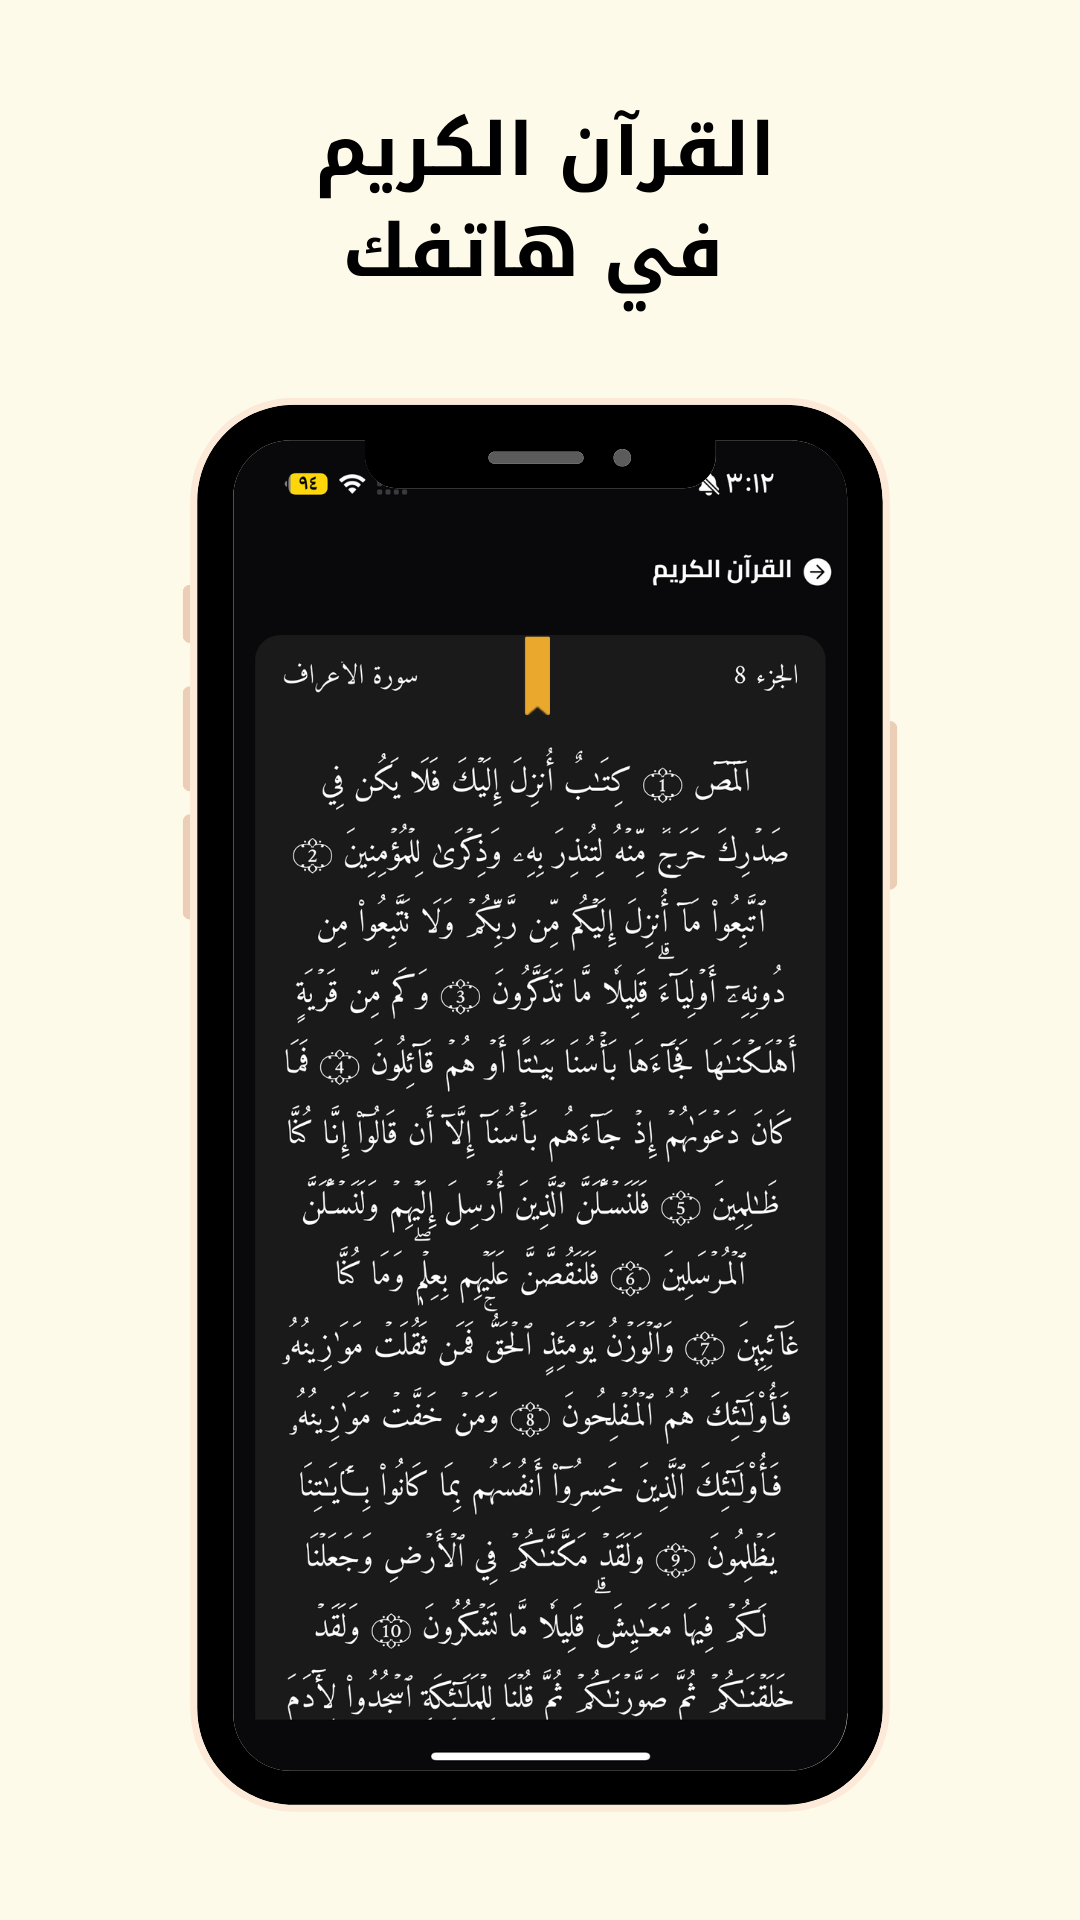 القرآن الكريم
في هاتفك
٣:١٢
٩٤
القرآن الكريم
الجزء 8
سورة الأعراف
الٓمٓصٓ 1 كِتَٰبٌ أُنزِلَ إِلَيْكَ فَلَا يَكُن فِي
صَدْرِكَ حَرَجٌ مِّنْهُ لِتُنذِرَ بِهِۦ وَذِكْرَىٰ لِلْمُؤْمِنِينَ 2
ٱتَّبِعُوا۟ مَآ أُنزِلَ إِلَيْكُم مِّن رَّبِّكُمْ وَلَا تَتَّبِعُوا۟ مِن
دُونِهِۦٓ أَوْلِيَآءَ ۗ قَلِيلًا مَّا تَذَكَّرُونَ 3 وَكَم مِّن قَرْيَةٍ
أَهْلَكْنَٰهَا فَجَآءَهَا بَأْسُنَا بَيَٰتًا أَوْ هُمْ قَآئِلُونَ 4 فَمَا
كَانَ دَعْوَىٰهُمْ إِذْ جَآءَهُم بَأْسُنَآ إِلَّآ أَن قَالُوٓا۟ إِنَّا كُنَّا
ظَٰلِمِينَ 5 فَلَنَسْـَٔلَنَّ ٱلَّذِينَ أُرْسِلَ إِلَيْهِمْ وَلَنَسْـَٔلَنَّ
ٱلْمُرْسَلِينَ 6 فَلَنَقُصَّنَّ عَلَيْهِم بِعِلْمٍ ۖ وَمَا كُنَّا
غَآئِبِينَ 7 وَٱلْوَزْنُ يَوْمَئِذٍ ٱلْحَقُّ ۚ فَمَن ثَقُلَتْ مَوَٰزِينُهُۥ
فَأُو۟لَٰٓئِكَ هُمُ ٱلْمُفْلِحُونَ 8 وَمَنْ خَفَّتْ مَوَٰزِينُهُۥ
فَأُو۟لَٰٓئِكَ ٱلَّذِينَ خَسِرُوٓا۟ أَنفُسَهُم بِمَا كَانُوا۟ بِـَٔايَٰتِنَا
يَظْلِمُونَ 9 وَلَقَدْ مَكَّنَّٰكُمْ فِي ٱلْأَرْضِ وَجَعَلْنَا
لَكُمْ فِيهَا مَعَٰيِشَ ۗ قَلِيلًا مَّا تَشْكُرُونَ 10 وَلَقَدْ
خَلَقْنَٰكُمْ ثُمَّ صَوَّرْنَٰكُمْ ثُمَّ قُلْنَا لِلْمَلَٰٓئِكَةِ ٱسْجُدُوا۟ لِأَدَمَ